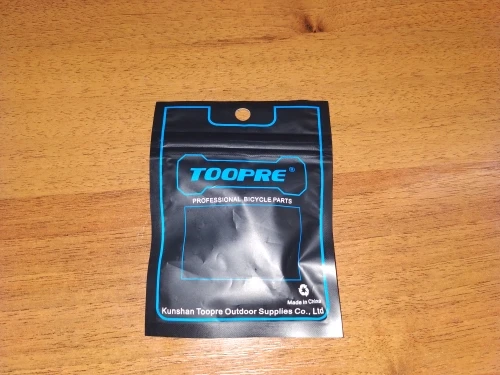 TOOPRE®
PROFESSIONAL BICYCLE PARTS
Made in China
Kunshan Toopre Outdoor Supplies Co., Ltd